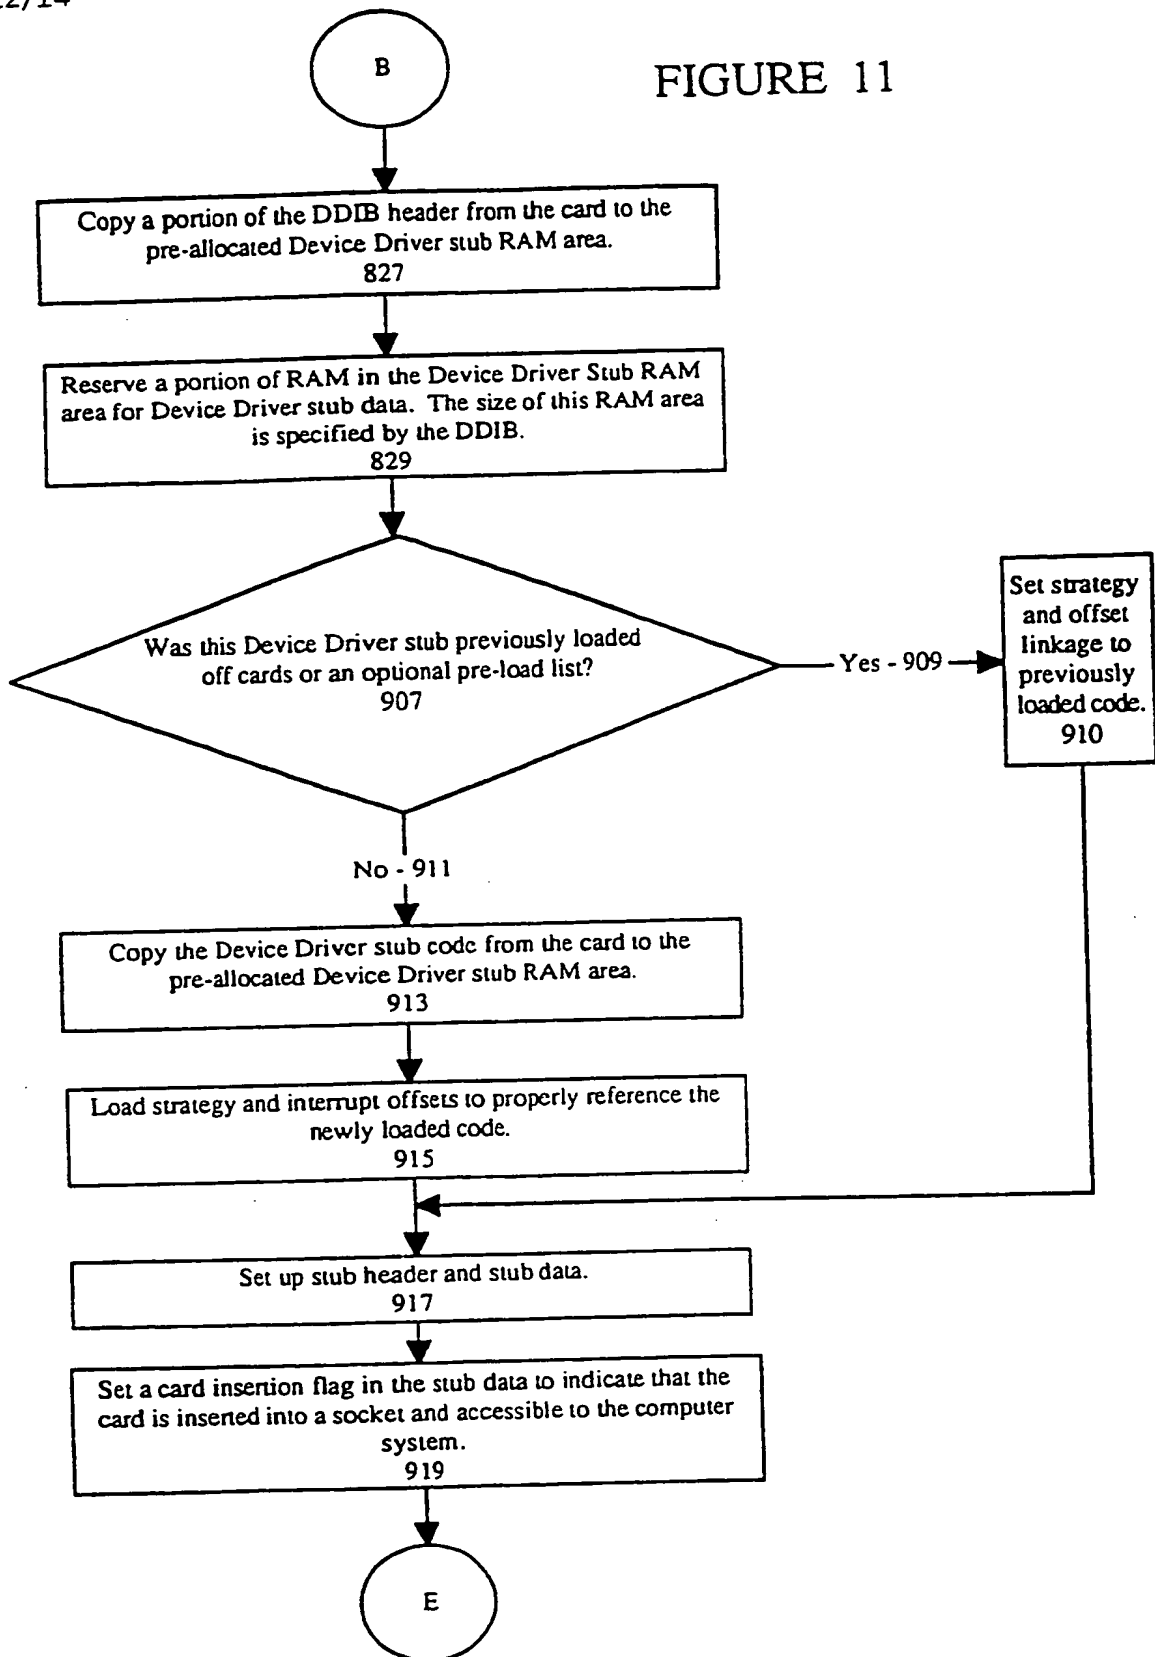 B
FIGURE 11
Copy a portion of the DDIB header from the card to the
pre-allocated Device Driver stub RAM area.
827
Reserve a portion of RAM in the Device Driver Stub RAM
area for Device Driver stub data. The size of this RAM area
is specified by the DDIB.
829
Was this Device Driver stub previously loaded
off cards or an optional pre-load list?
907
Yes - 909
Set strategy
and offset
linkage to
previously
loaded code.
910
No - 911
Copy the Device Driver stub code from the card to the
pre-allocated Device Driver stub RAM area.
913
Load strategy and interrupt offsets to properly reference the
newly loaded code.
915
Set up stub header and stub data.
917
Set a card insertion flag in the stub data to indicate that the
card is inserted into a socket and accessible to the computer
system.
919
E